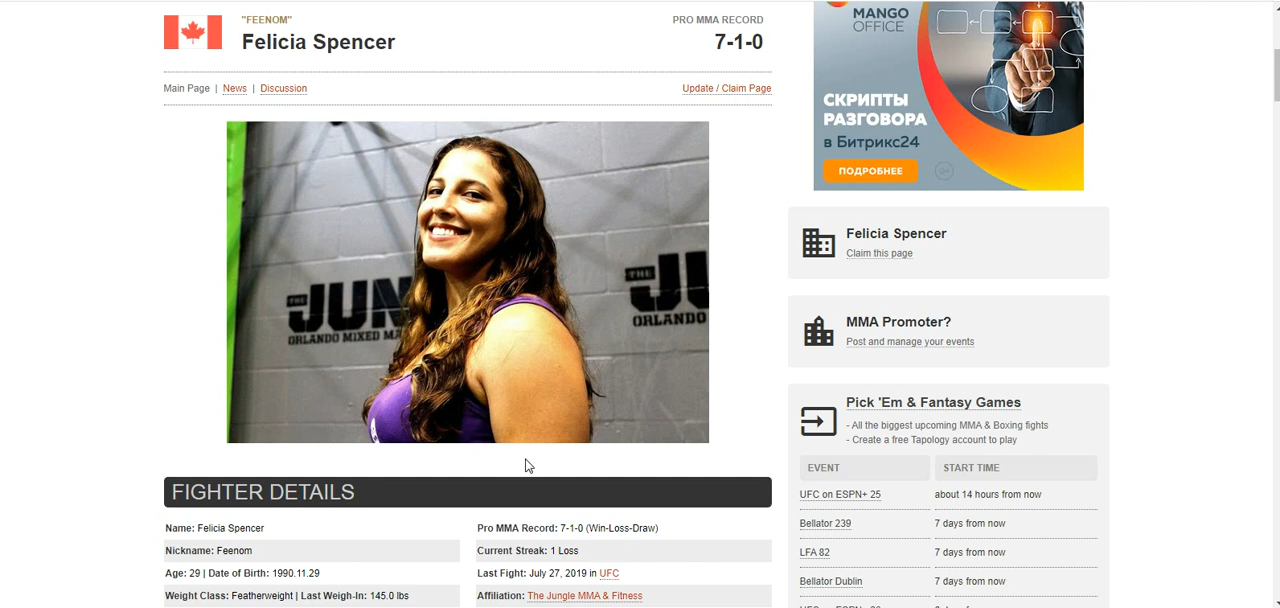 "FEENOM"
Felicia Spencer
PRO MMA RECORD
7-1-0
Main Page | News | Discussion
Update / Claim Page
THE JUN
ORLANDO MIXED MA
THE JU
ORLANDO
FIGHTER DETAILS
Name: Felicia Spencer
Pro MMA Record: 7-1-0 (Win-Loss-Draw)
Nickname: Feenom
Current Streak: 1 Loss
Age: 29 | Date of Birth: 1990.11.29
Last Fight: July 27, 2019 in UFC
Weight Class: Featherweight | Last Weigh-In: 145.0 lbs
Affiliation: The Jungle MMA & Fitness
MANGO
OFFICE
СКРИПТЫ
РАЗГОВОРА
в Битрикс24
ПОДРОБНЕЕ
Felicia Spencer
Claim this page
MMA Promoter?
Post and manage your events
Pick 'Em & Fantasy Games
- All the biggest upcoming MMA & Boxing fights
- Create a free Tapology account to play
EVENT START TIME
UFC on ESPN+ 25 about 14 hours from now
Bellator 239 7 days from now
LFA 82 7 days from now
Bellator Dublin 7 days from now